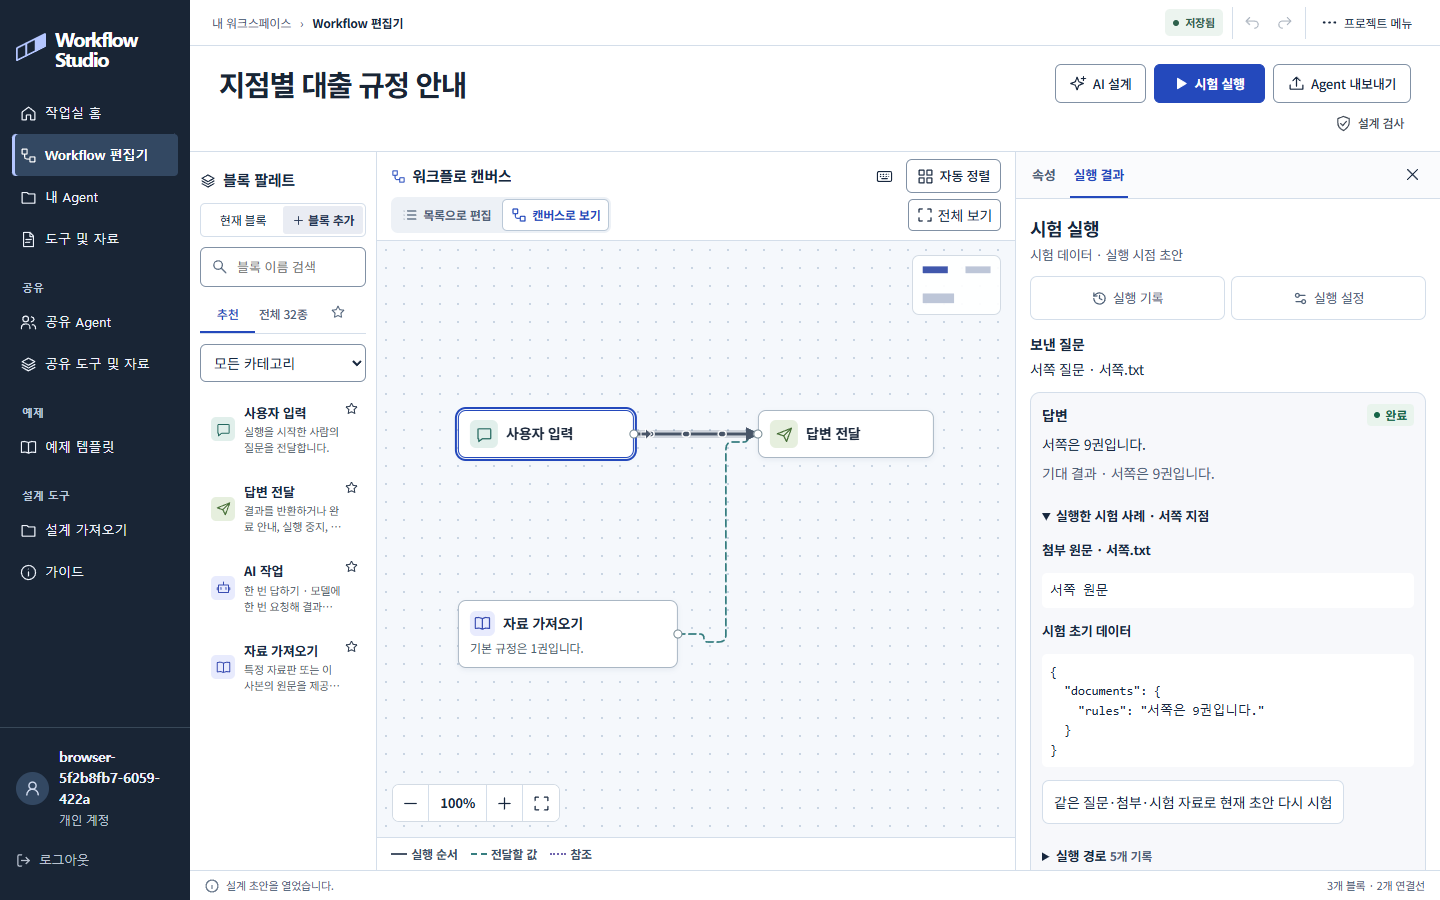 Workflow
Studio
작업실 홈
Workflow 편집기
내 Agent
도구 및 자료
공유
공유 Agent
공유 도구 및 자료
예제
예제 템플릿
설계 도구
설계 가져오기
가이드
browser-
5f2b8fb7-6059-
422a
개인 계정
로그아웃
내 워크스페이스 › Workflow 편집기
저장됨
프로젝트 메뉴
지점별 대출 규정 안내
AI 설계
시험 실행
Agent 내보내기
설계 검사
블록 팔레트
현재 블록
블록 추가
블록 이름 검색
추천
전체 32종
모든 카테고리
사용자 입력
실행을 시작한 사람의
질문을 전달합니다.
답변 전달
결과를 반환하거나 완
료 안내, 실행 중지, …
AI 작업
한 번 답하기 · 모델에
한 번 요청해 결과…
자료 가져오기
특정 자료판 또는 이
사본의 원문을 제공…
워크플로 캔버스
자동 정렬
목록으로 편집
캔버스로 보기
전체 보기
사용자 입력
답변 전달
자료 가져오기
기본 규정은 1권입니다.
100%
실행 순서
전달할 값
참조
속성
실행 결과
시험 실행
시험 데이터 · 실행 시점 초안
실행 기록
실행 설정
보낸 질문
서쪽 질문 · 서쪽.txt
답변
완료
서쪽은 9권입니다.
기대 결과 · 서쪽은 9권입니다.
▼ 실행한 시험 사례 · 서쪽 지점
첨부 원문 · 서쪽.txt
서쪽 원문
시험 초기 데이터
{
"documents": {
"rules": "서쪽은 9권입니다."
}
}
같은 질문·첨부·시험 자료로 현재 초안 다시 시험
▶ 실행 경로 5개 기록
설계 초안을 열었습니다.
3개 블록 · 2개 연결선